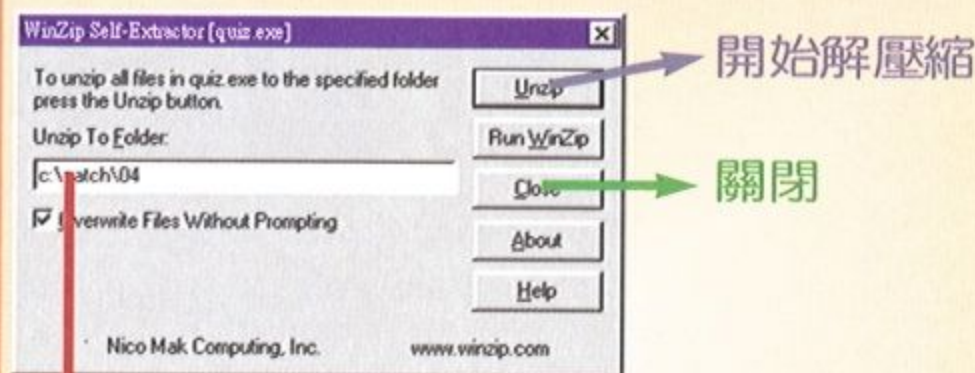 WinZip Self-Extractor [quiz.exe]
To unzip all files in quiz.exe to the specified folder
press the Unzip button.
Unzip
開始解壓縮
Unzip To Folder:
Run WinZip
c:\patch\04
Close
關閉
Overwrite Files Without Prompting
About
Help
Nico Mak Computing, Inc.
www.winzip.com